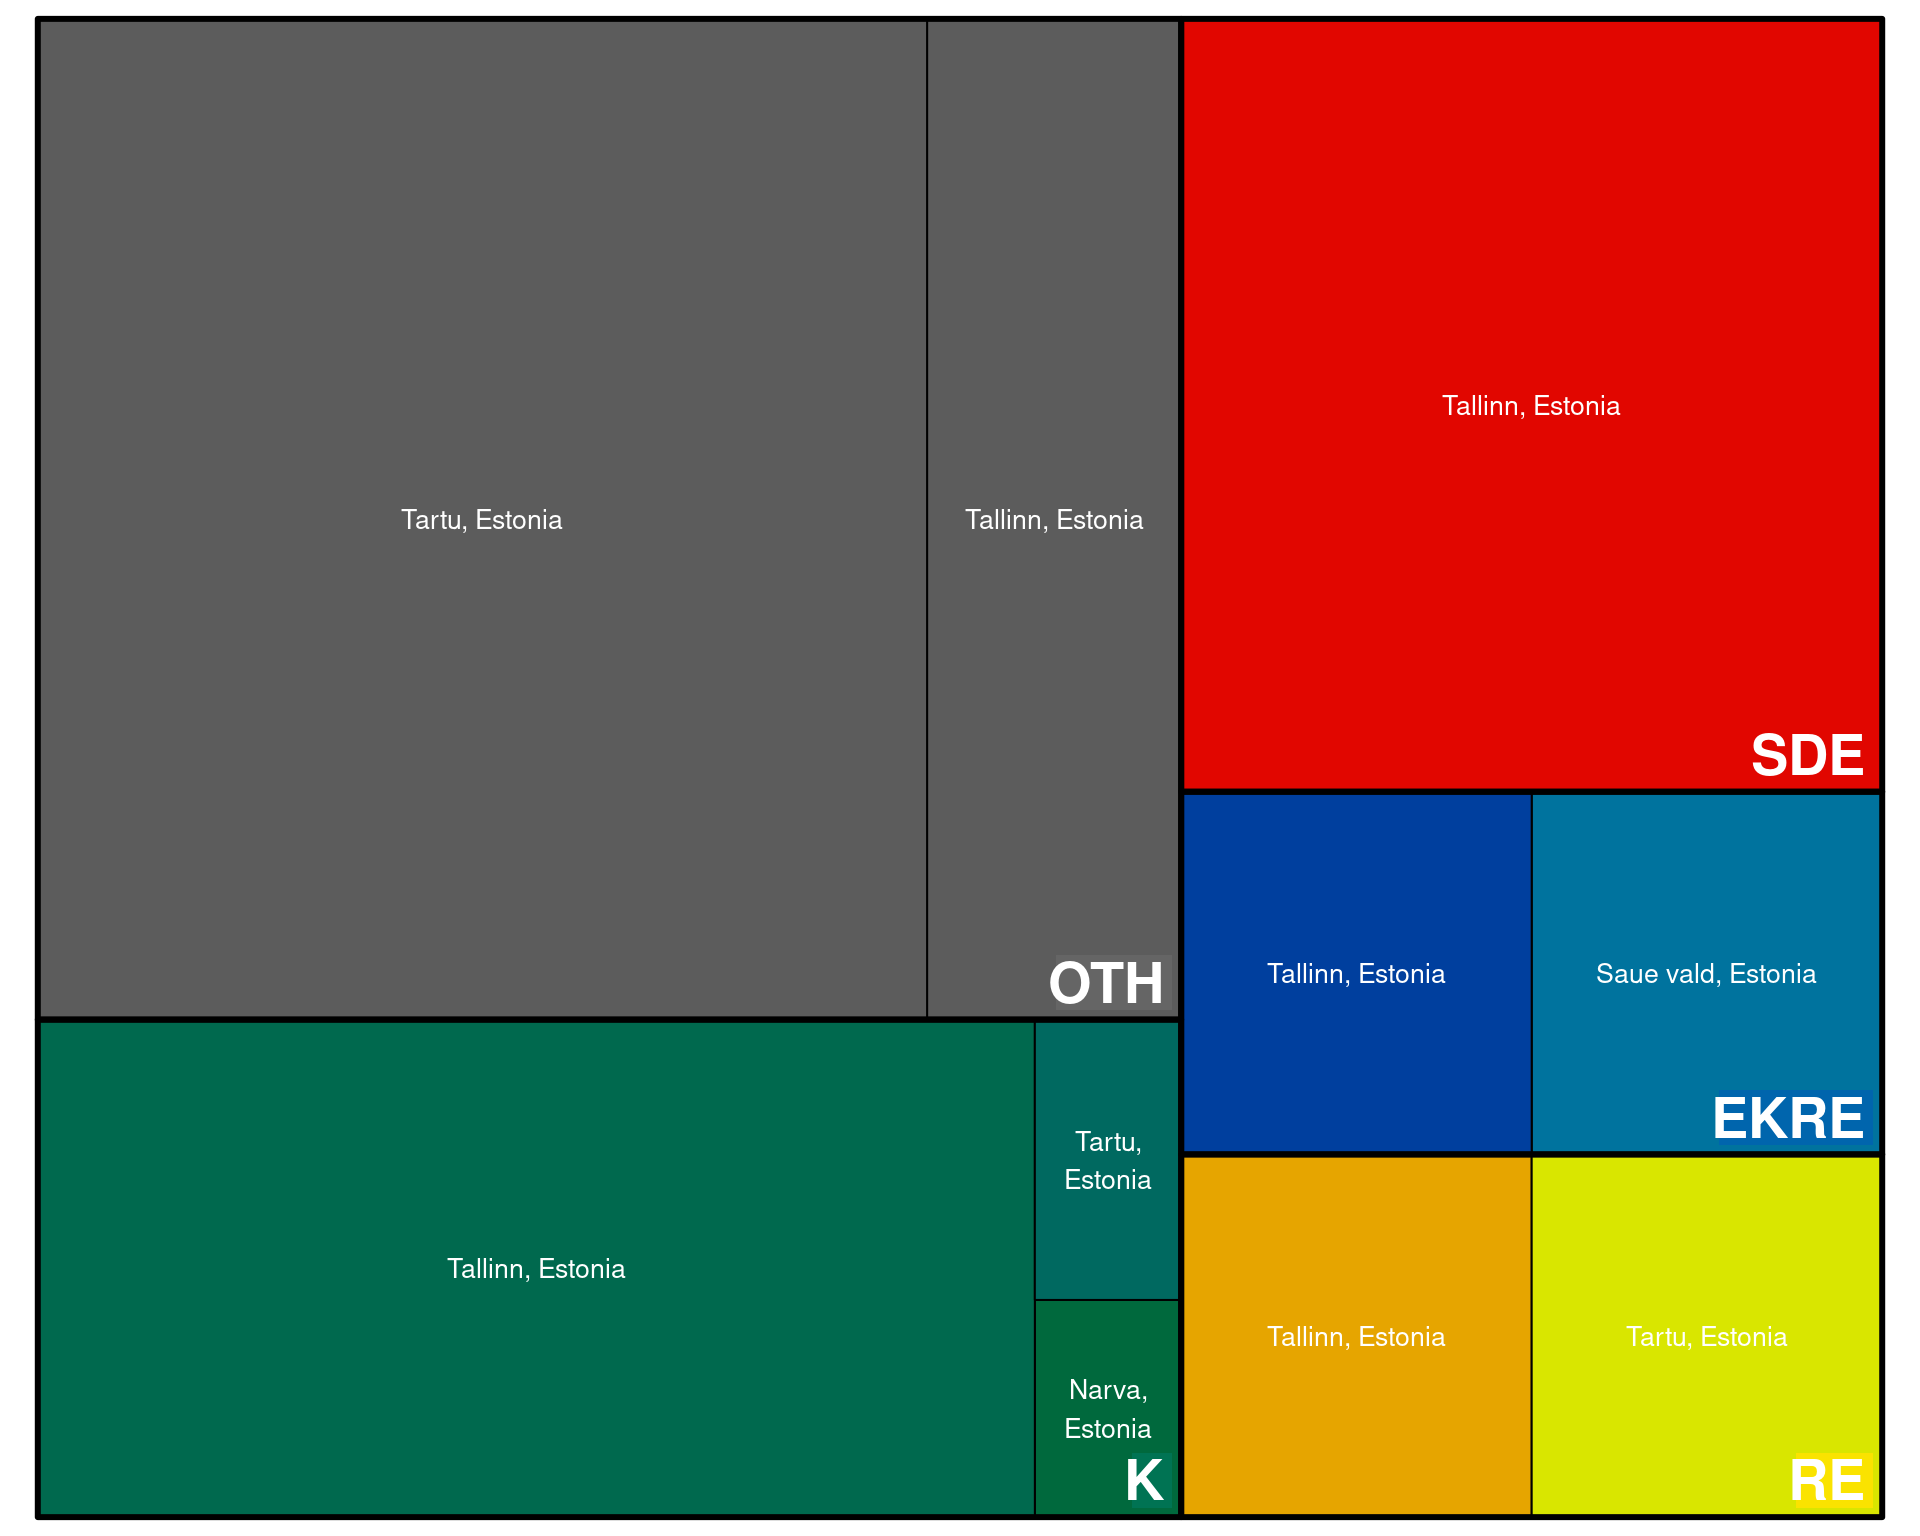 Tartu, Estonia
Tallinn, Estonia
OTH
Tallinn, Estonia
SDE
Tallinn, Estonia
Tartu,
Estonia
Narva,
Estonia
K
Tallinn, Estonia
Saue vald, Estonia
EKRE
Tallinn, Estonia
Tartu, Estonia
RE